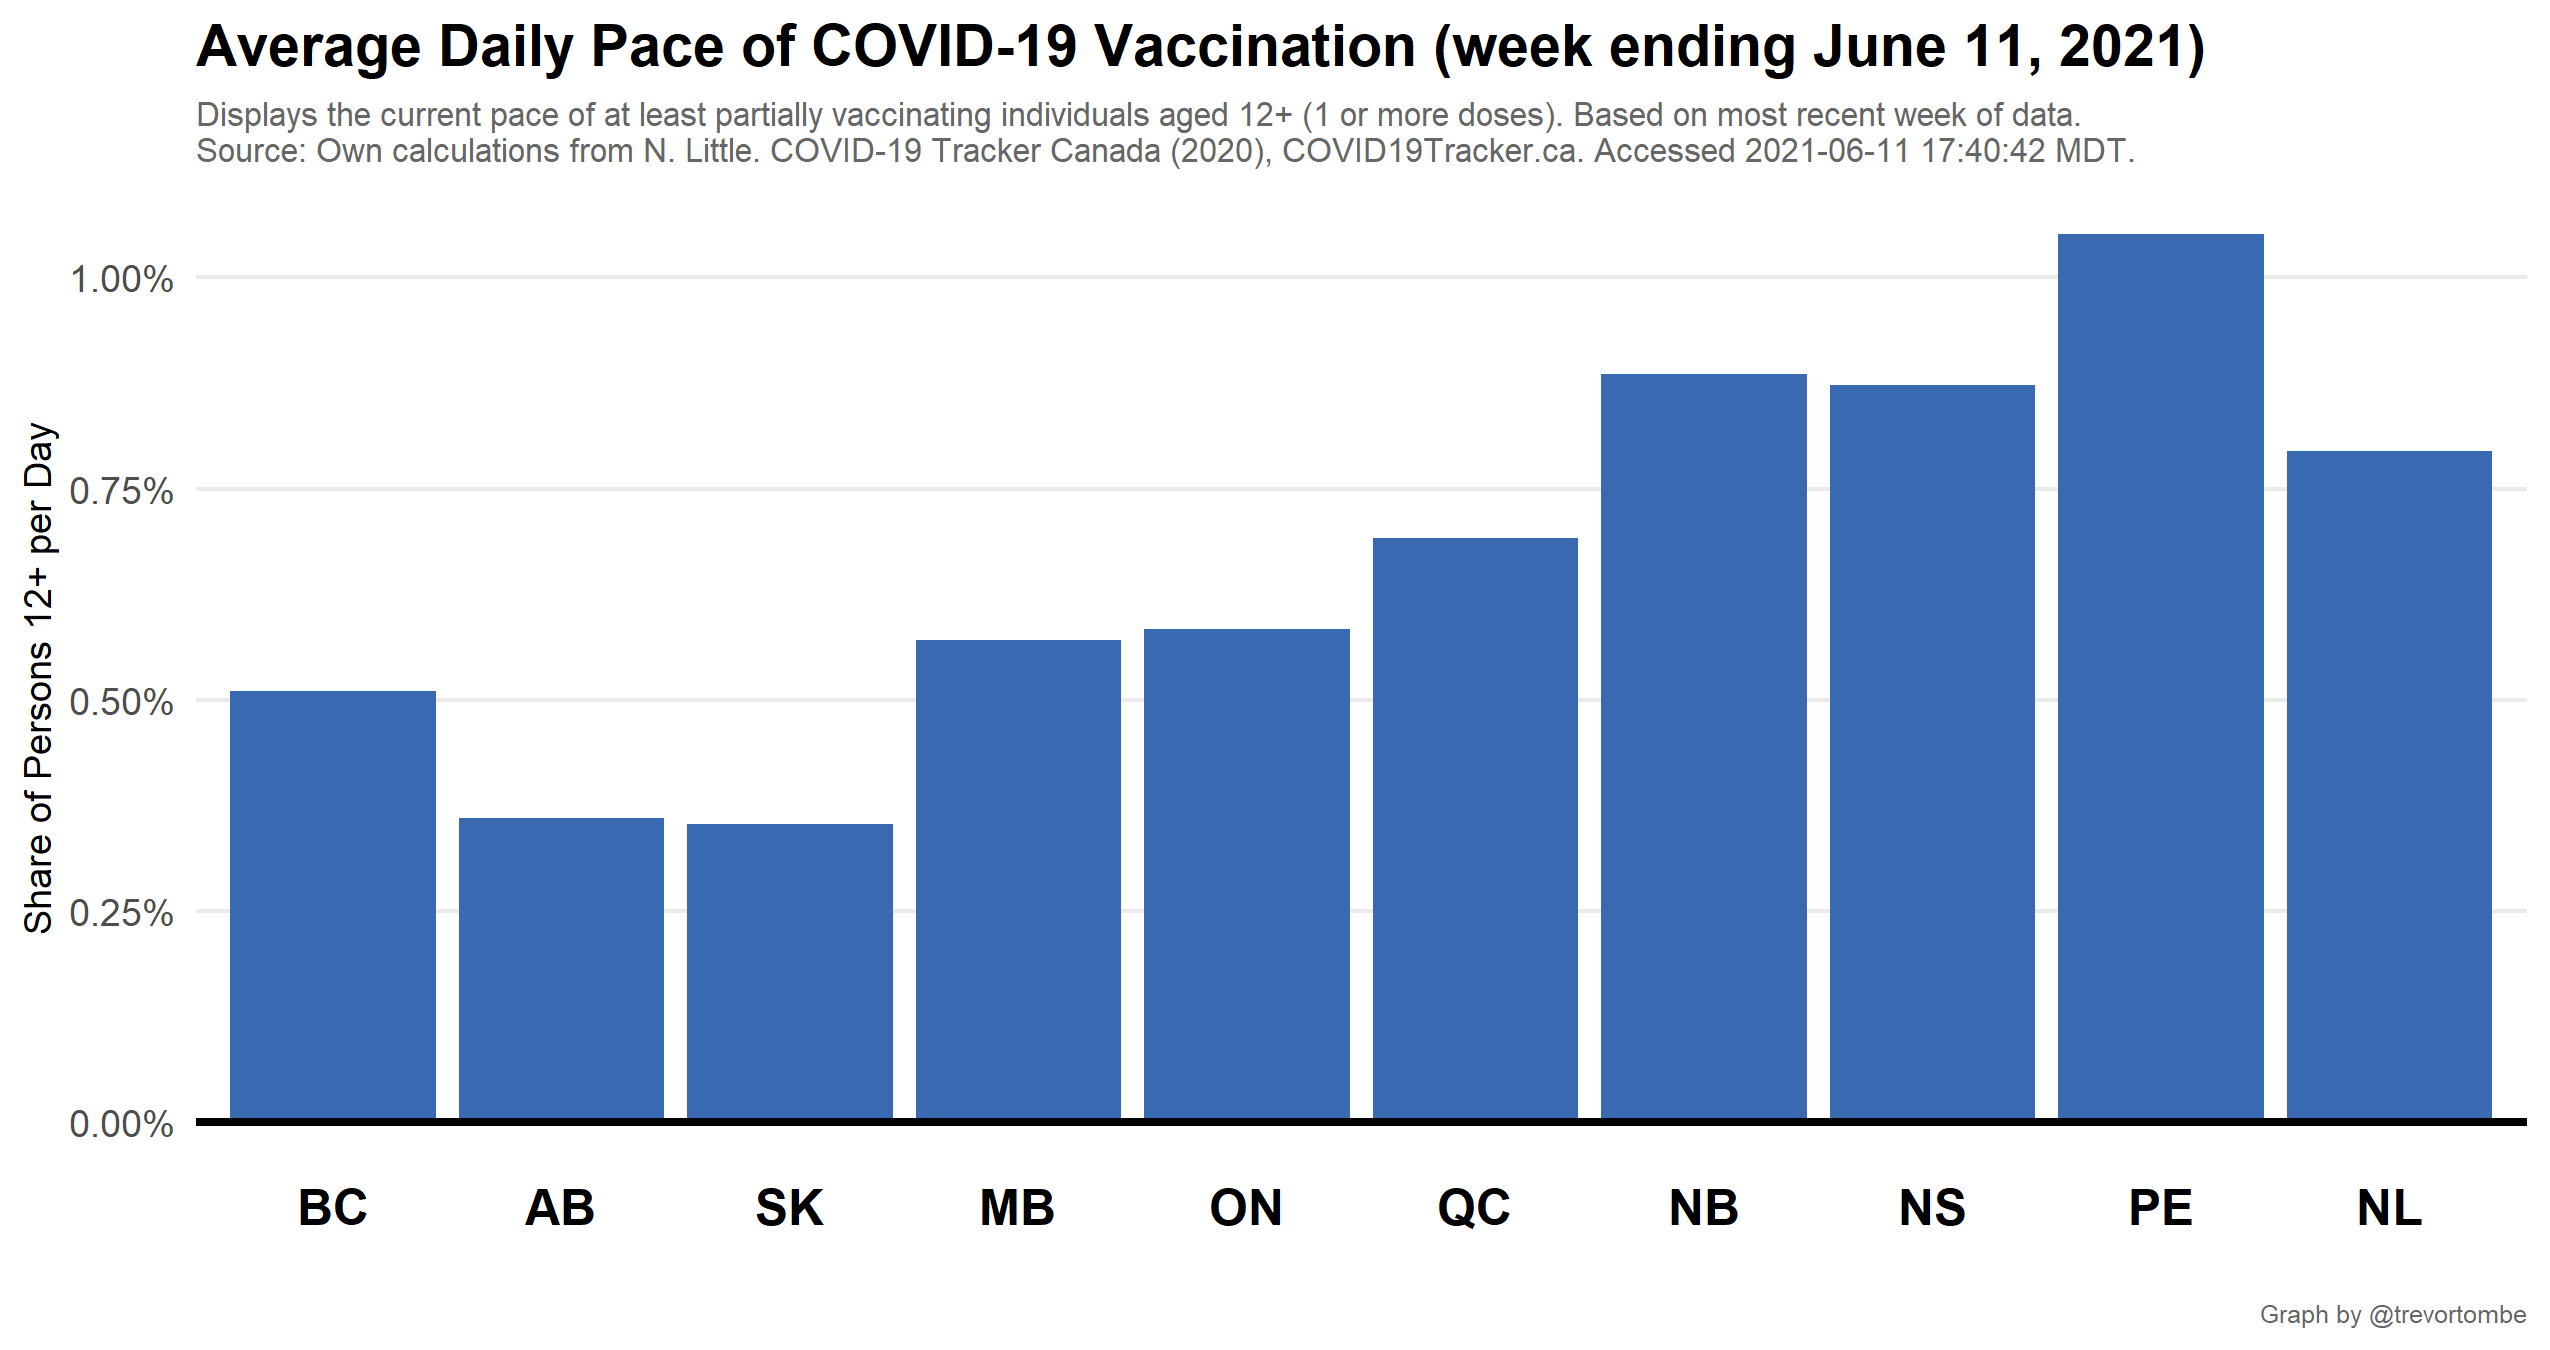 Average Daily Pace of COVID-19 Vaccination (week ending June 11, 2021)
Displays the current pace of at least partially vaccinating individuals aged 12+ (1 or more doses). Based on most recent week of data.
Source: Own calculations from N. Little. COVID-19 Tracker Canada (2020), COVID19Tracker.ca. Accessed 2021-06-11 17:40:42 MDT.
Share of Persons 12+ per Day
1.00%
0.75%
0.50%
0.25%
0.00%
BC AB SK MB ON QC NB NS PE NL
Graph by @trevortombe